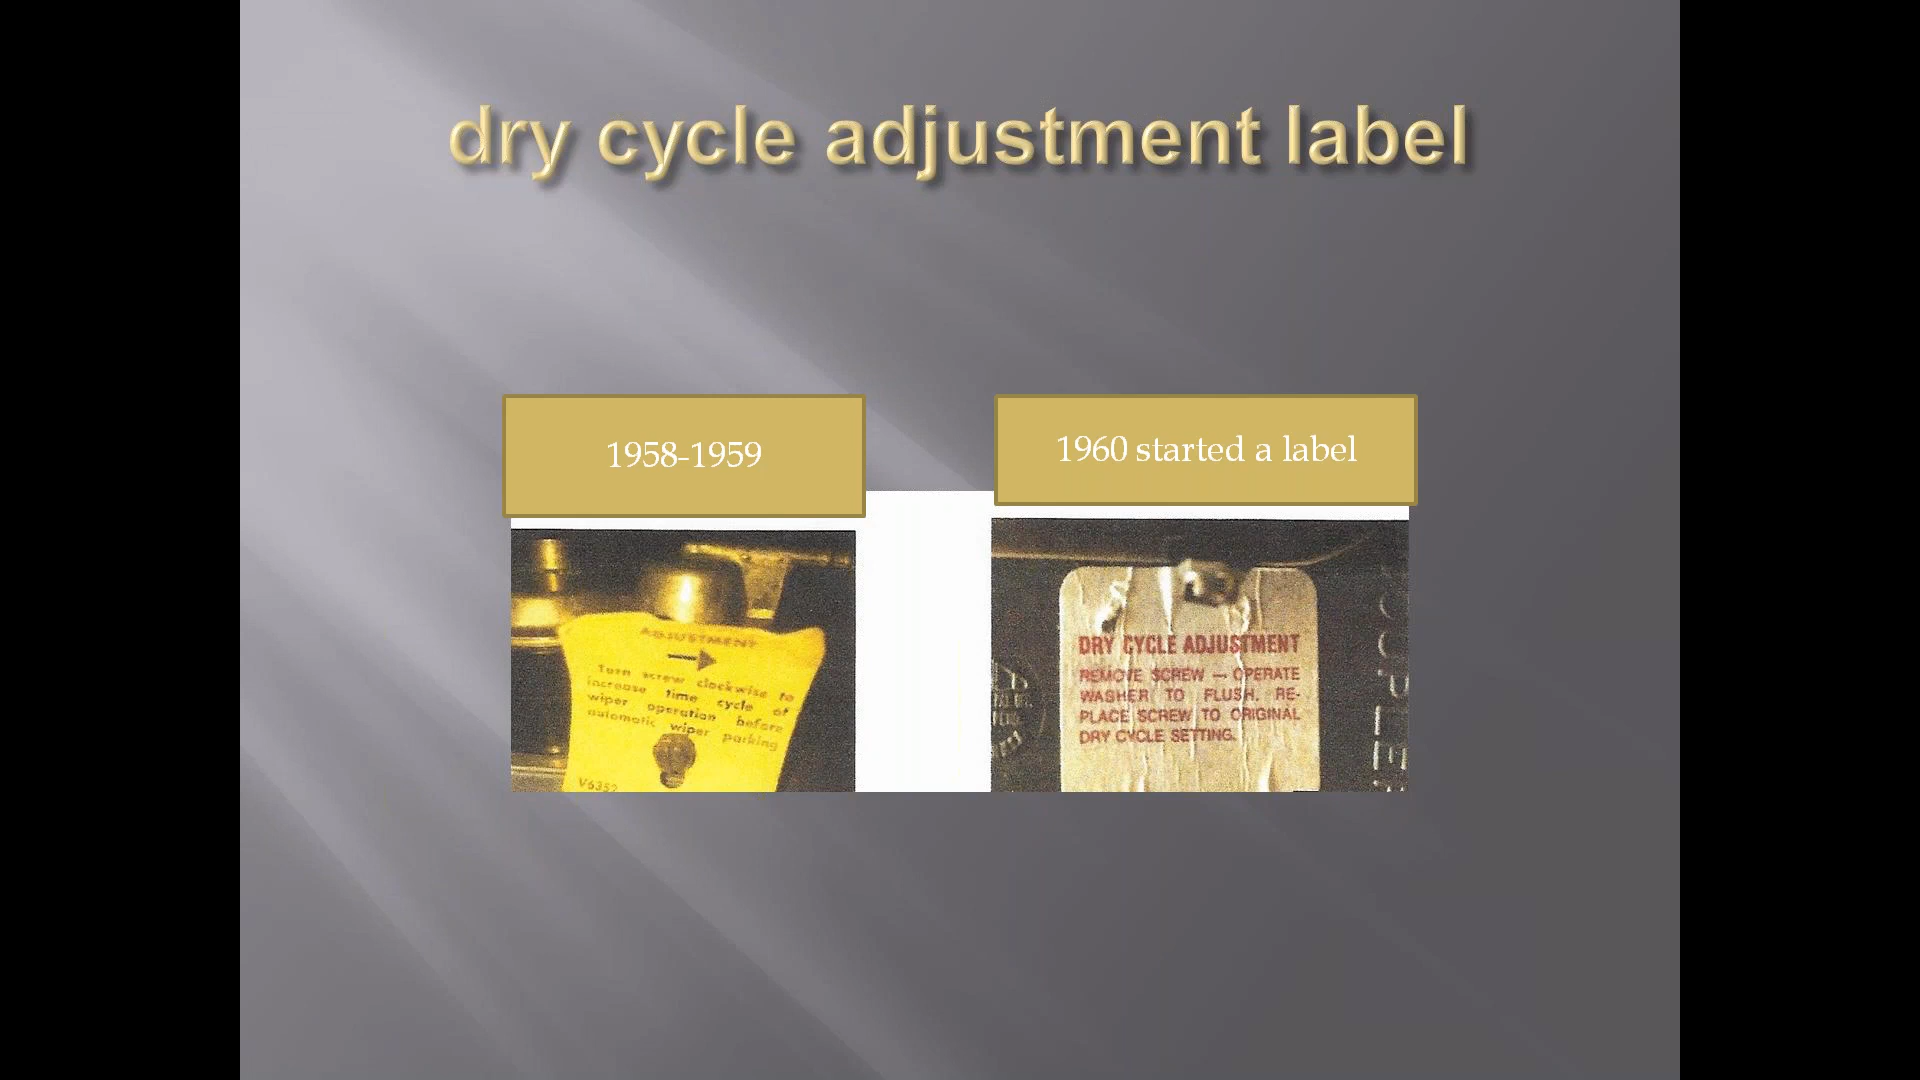 dry cycle adjustment label
1958-1959
1960 started a label
ADJUSTMENT
Turn screw clockwise to
increase time cycle of
wiper operation before
automatic wiper parking
DRY CYCLE ADJUSTMENT
REMOVE SCREW — OPERATE
WASHER TO FLUSH. RE-
PLACE SCREW TO ORIGINAL
DRY CYCLE SETTING.